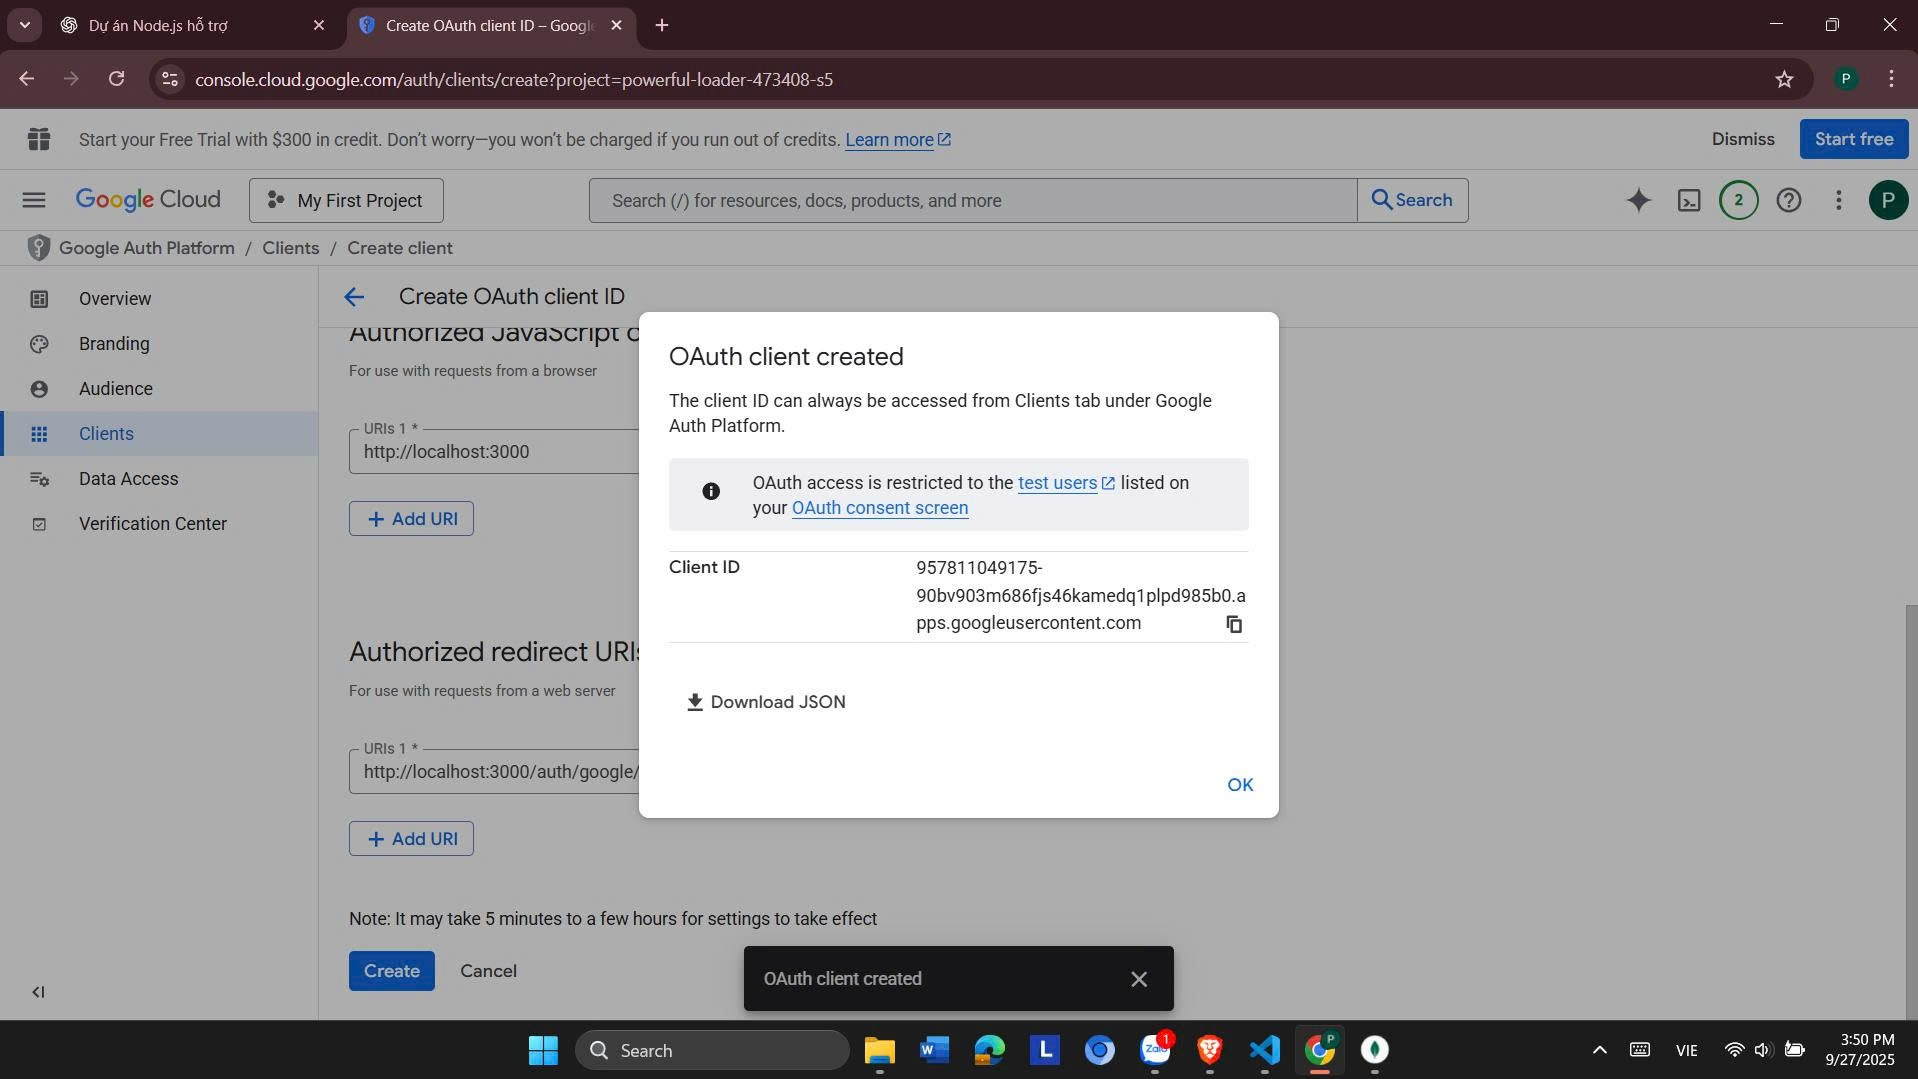 Dự án Node.js hỗ trợ
Create OAuth client ID – Google
console.cloud.google.com/auth/clients/create?project=powerful-loader-473408-s5
P
Start your Free Trial with $300 in credit. Don't worry—you won't be charged if you run out of credits. Learn more
Dismiss
Start free
Google Cloud
My First Project
Search (/) for resources, docs, products, and more
Search
2
P
Google Auth Platform / Clients / Create client
Overview
Branding
Audience
Clients
Data Access
Verification Center
Create OAuth client ID
Authorized JavaScript o
For use with requests from a browser
URIs 1 *
http://localhost:3000
+ Add URI
Authorized redirect URIs
For use with requests from a web server
URIs 1 *
http://localhost:3000/auth/google/
+ Add URI
Note: It may take 5 minutes to a few hours for settings to take effect
Create
Cancel
OAuth client created
The client ID can always be accessed from Clients tab under Google
Auth Platform.
OAuth access is restricted to the test users listed on
your OAuth consent screen
Client ID
957811049175-
90bv903m686fjs46kamedq1plpd985b0.a
pps.googleusercontent.com
Download JSON
OK
OAuth client created
Search
W
L
Zalo
1
P
VIE
3:50 PM
9/27/2025